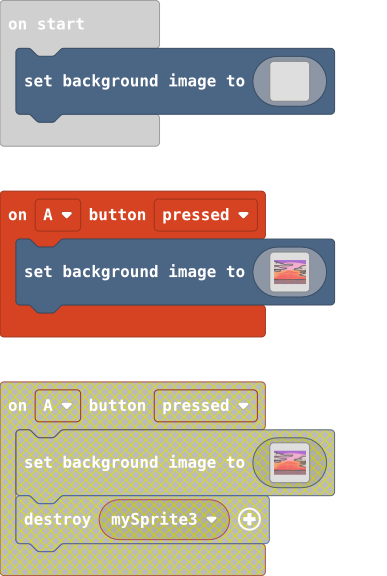 on start
set background image to
on A button pressed
set background image to
on A button pressed
set background image to
destroy mySprite3